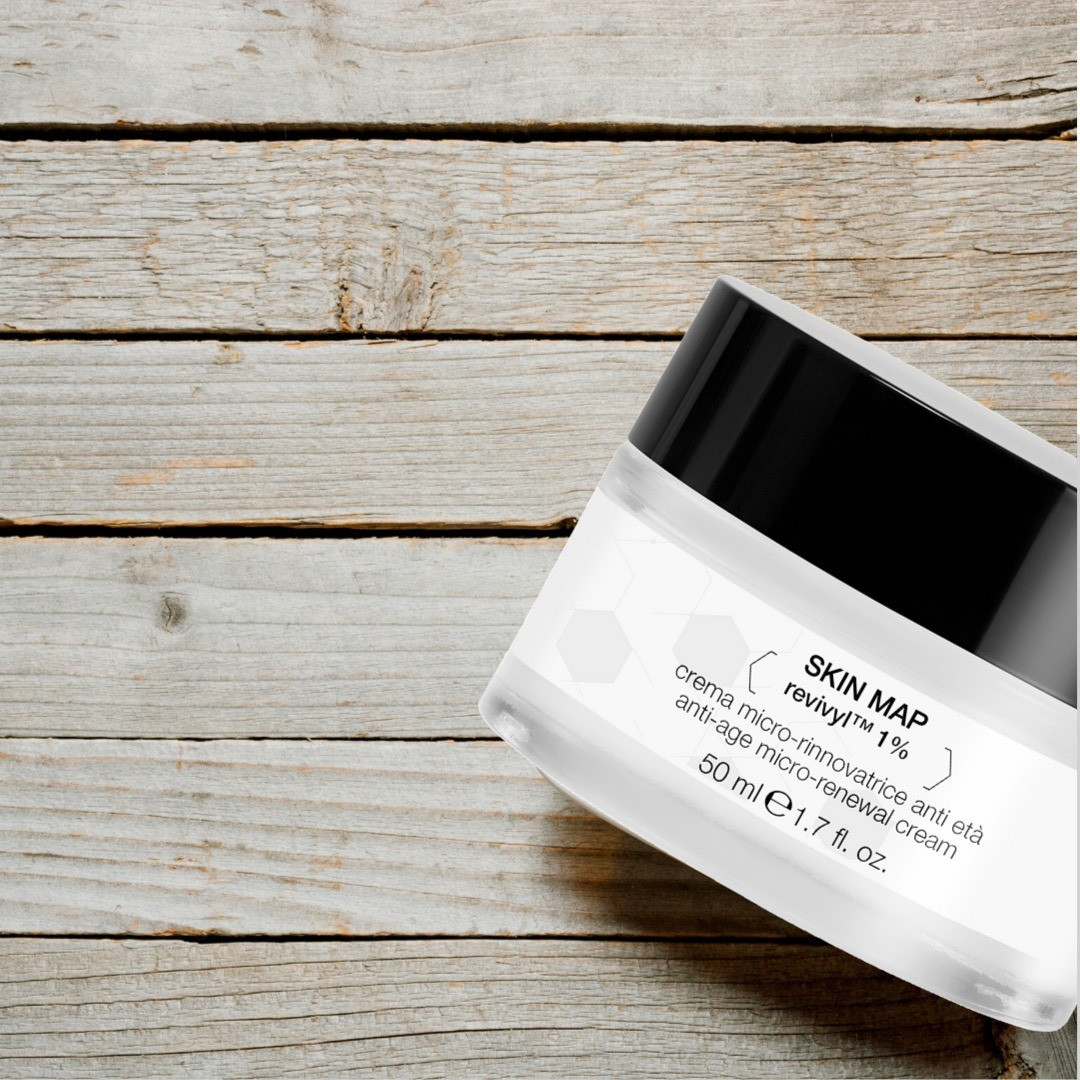 SKIN MAP
revivyl™ 1%
crema micro-rinnovatrice anti età
anti-age micro-renewal cream
50 ml ℮ 1.7 fl. oz.